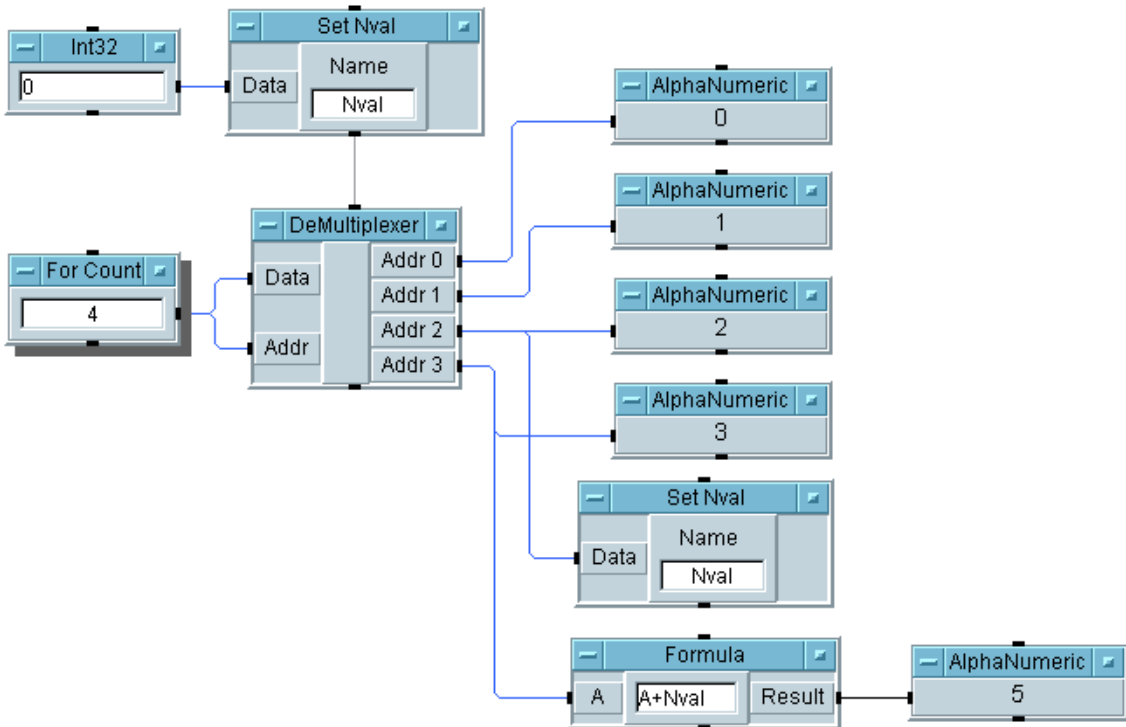 Int32
0
Set Nval
Name
Data
Nval
AlphaNumeric
0
AlphaNumeric
1
DeMultiplexer
Data
Addr
Addr 0
Addr 1
Addr 2
Addr 3
For Count
4
AlphaNumeric
2
AlphaNumeric
3
Set Nval
Name
Data
Nval
Formula
A
A+Nval
Result
AlphaNumeric
5